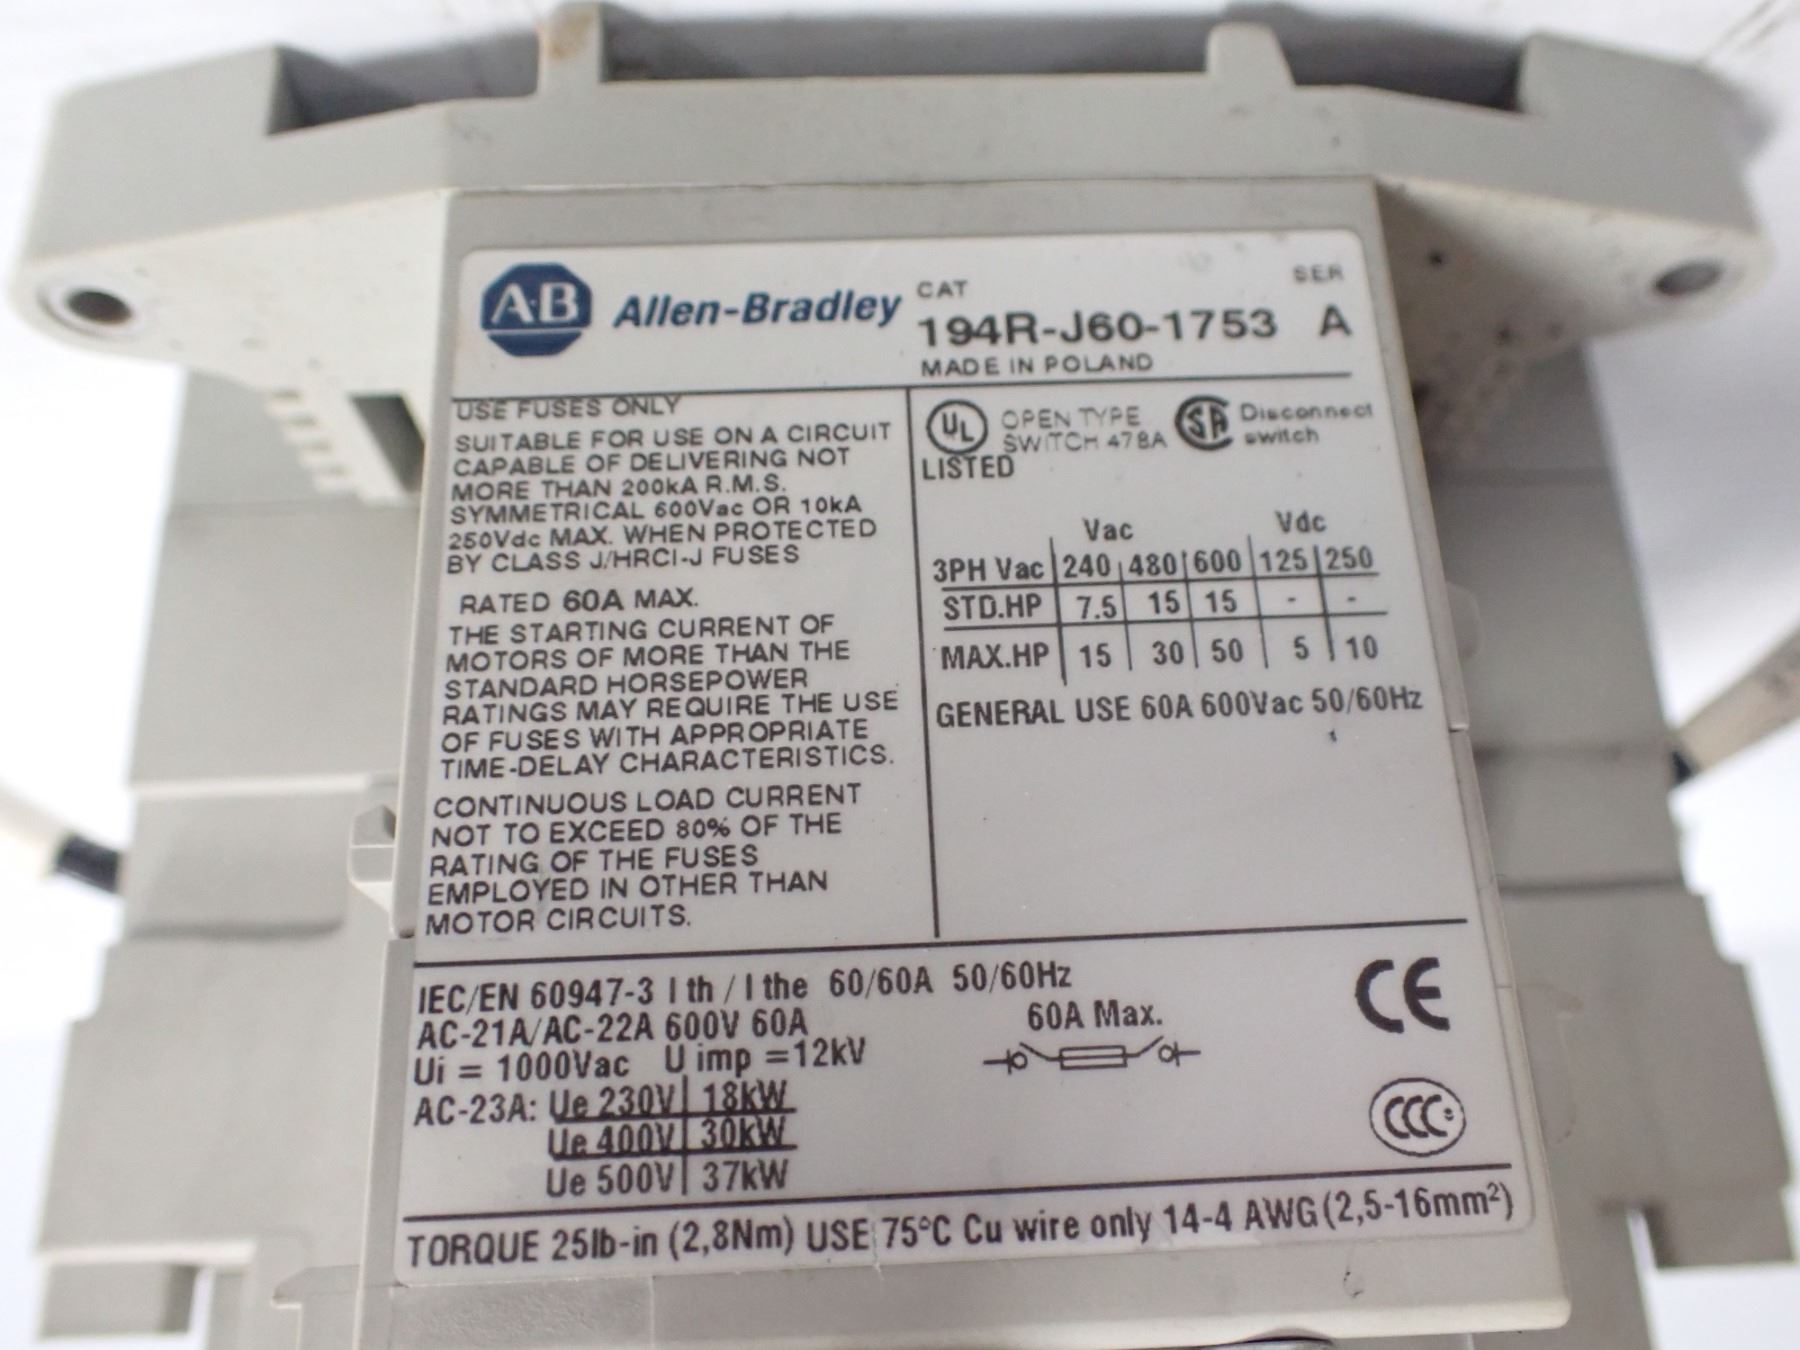 A·B Allen-Bradley
CAT SER
194R-J60-1753 A
MADE IN POLAND
USE FUSES ONLY
SUITABLE FOR USE ON A CIRCUIT
CAPABLE OF DELIVERING NOT
MORE THAN 200kA R.M.S.
SYMMETRICAL 600Vac OR 10kA
250Vdc MAX. WHEN PROTECTED
BY CLASS J/HRCI-J FUSES
RATED 60A MAX.
THE STARTING CURRENT OF
MOTORS OF MORE THAN THE
STANDARD HORSEPOWER
RATINGS MAY REQUIRE THE USE
OF FUSES WITH APPROPRIATE
TIME-DELAY CHARACTERISTICS.
CONTINUOUS LOAD CURRENT
NOT TO EXCEED 80% OF THE
RATING OF THE FUSES
EMPLOYED IN OTHER THAN
MOTOR CIRCUITS.
UL OPEN TYPE SA Disconnect
SWITCH 478A switch
LISTED
Vac Vdc
3PH Vac 240 480 600 125 250
STD.HP 7.5 15 15 - -
MAX.HP 15 30 50 5 10
GENERAL USE 60A 600Vac 50/60Hz
IEC/EN 60947-3 I th / I the 60/60A 50/60Hz
AC-21A/AC-22A 600V 60A
Ui = 1000Vac U imp =12kV
AC-23A: Ue 230V 18kW
Ue 400V 30kW
Ue 500V 37kW
60A Max.
CE
CCC
TORQUE 25lb-in (2,8Nm) USE 75°C Cu wire only 14-4 AWG (2,5-16mm²)